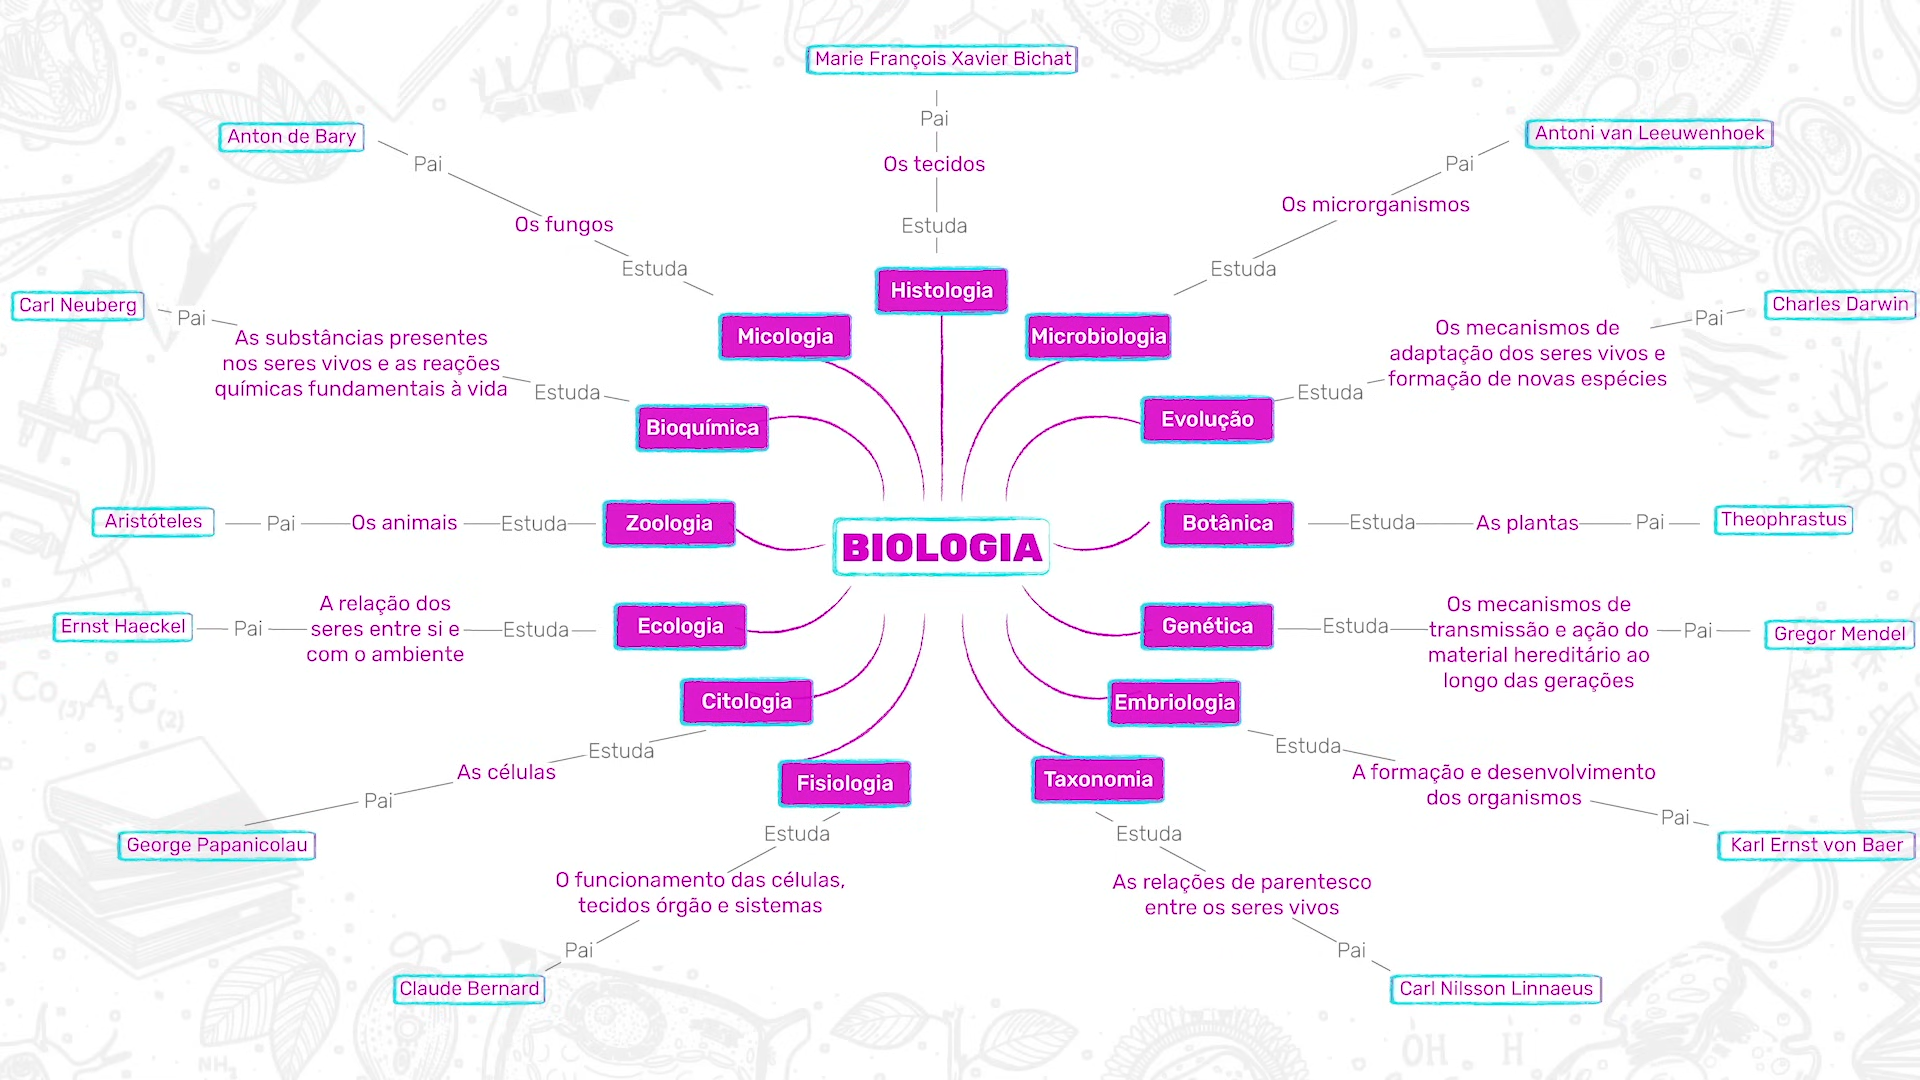 Marie François Xavier Bichat
Pai
Os tecidos
Estuda
Histologia
Anton de Bary
Pai
Os fungos
Estuda
Micologia
Antoni van Leeuwenhoek
Pai
Os microrganismos
Estuda
Microbiologia
Carl Neuberg
Pai
As substâncias presentes
nos seres vivos e as reações
químicas fundamentais à vida
Estuda
Bioquímica
Charles Darwin
Pai
Os mecanismos de
adaptação dos seres vivos e
formação de novas espécies
Estuda
Evolução
Aristóteles
Pai
Os animais
Estuda
Zoologia
BIOLOGIA
Botânica
Estuda
As plantas
Pai
Theophrastus
Ernst Haeckel
Pai
A relação dos
seres entre si e
com o ambiente
Estuda
Ecologia
Genética
Estuda
Os mecanismos de
transmissão e ação do
material hereditário ao
longo das gerações
Pai
Gregor Mendel
Citologia
Estuda
As células
Pai
George Papanicolau
Embriologia
Estuda
A formação e desenvolvimento
dos organismos
Pai
Karl Ernst von Baer
Fisiologia
Estuda
O funcionamento das células,
tecidos órgão e sistemas
Pai
Claude Bernard
Taxonomia
Estuda
As relações de parentesco
entre os seres vivos
Pai
Carl Nilsson Linnaeus
NH₃
OH
H